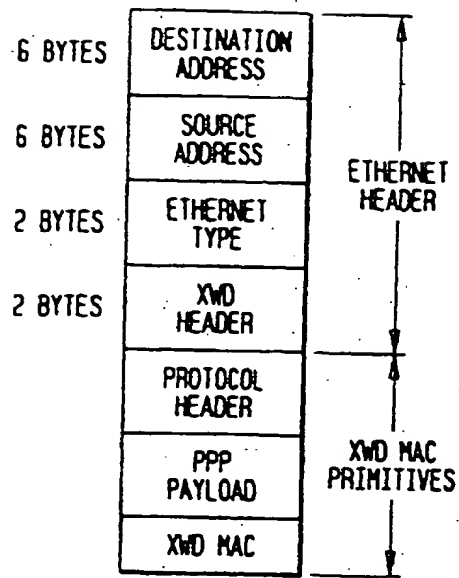 6 BYTES
DESTINATION
ADDRESS
6 BYTES
SOURCE
ADDRESS
2 BYTES
ETHERNET
TYPE
2 BYTES
XWD
HEADER
ETHERNET
HEADER
PROTOCOL
HEADER
PPP
PAYLOAD
XWD MAC
XWD MAC
PRIMITIVES